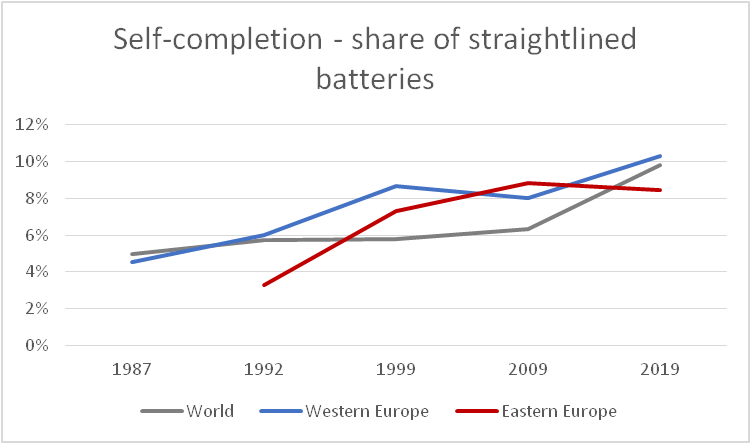 Self-completion - share of straightlined
batteries
12%
10%
8%
6%
4%
2%
0%
1987 1992 1999 2009 2019
World Western Europe Eastern Europe